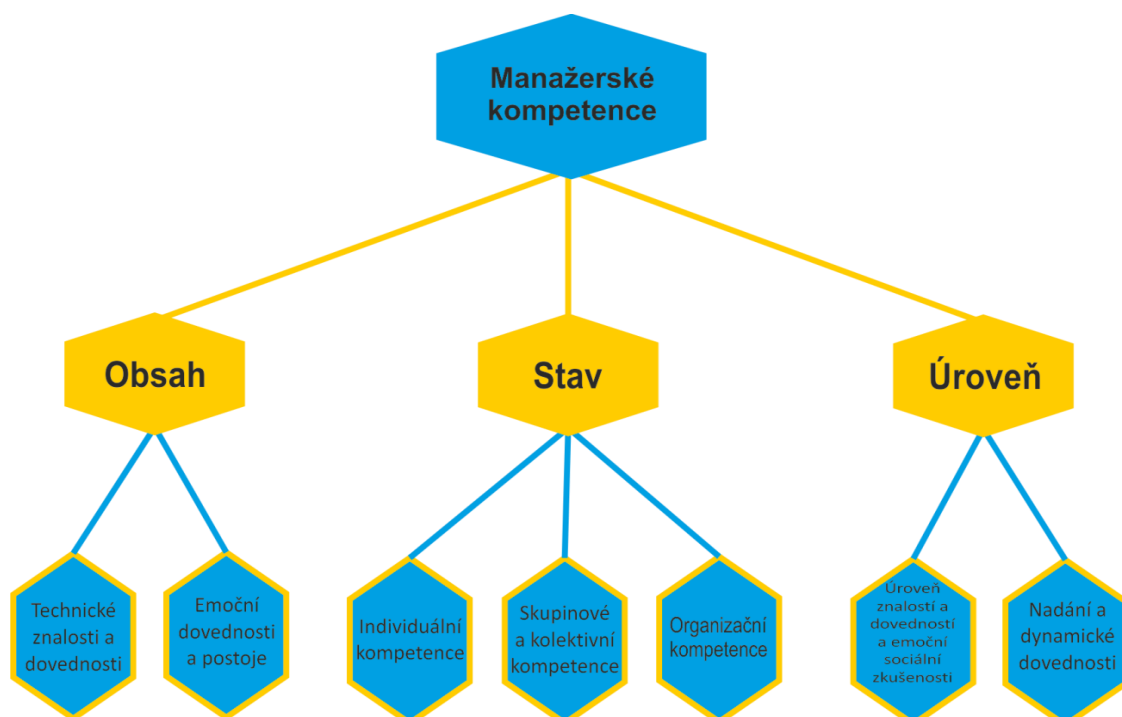 Manažerské
kompetence
Obsah
Stav
Úroveň
Technické
znalosti a
dovednosti
Emoční
dovednosti
a postoje
Individuální
kompetence
Skupinové
a kolektivní
kompetence
Organizační
kompetence
Úroveň
znalostí a
dovedností
a emoční
sociální
zkušenosti
Nadání a
dynamické
dovednosti